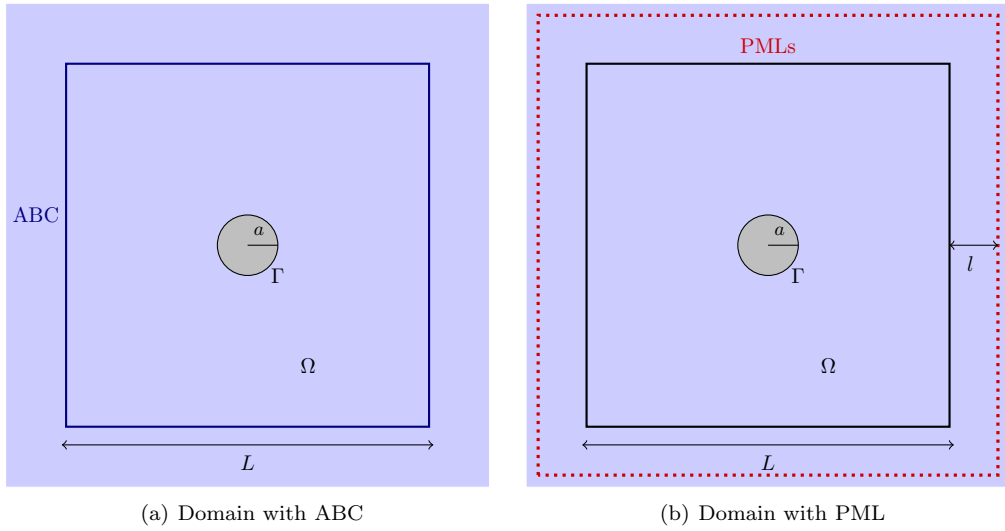 ABC
a
Γ
Ω
L
(a) Domain with ABC
PMLs
a
Γ
l
Ω
L
(b) Domain with PML